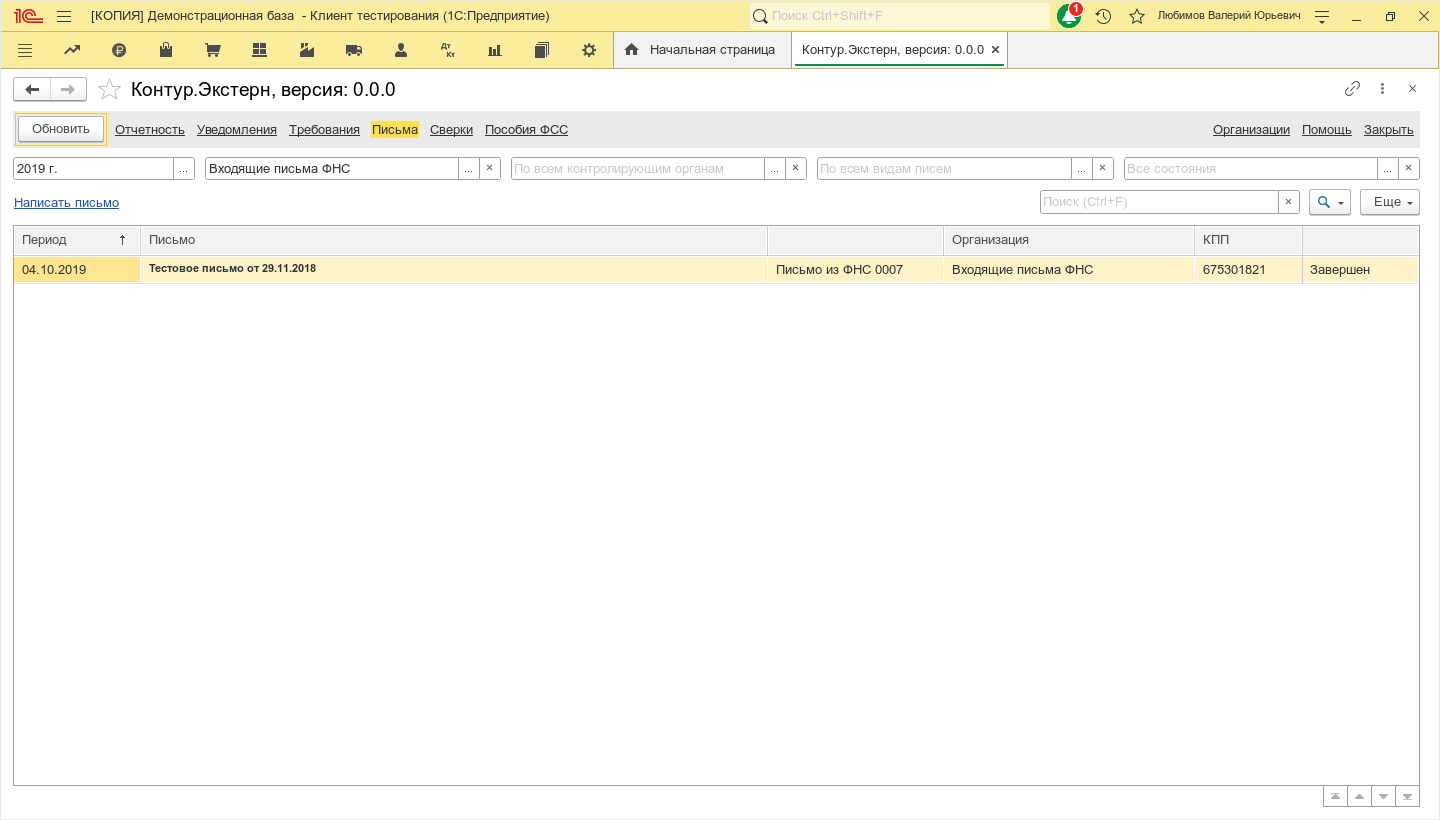 1С [КОПИЯ] Демонстрационная база - Клиент тестирования (1С:Предприятие) Поиск Ctrl+Shift+F 1 Любимов Валерий Юрьевич
Дт Кт Начальная страница Контур.Экстерн, версия: 0.0.0
Контур.Экстерн, версия: 0.0.0
Обновить Отчетность Уведомления Требования Письма Сверки Пособия ФСС Организации Помощь Закрыть
2019 г. ... Входящие письма ФНС ... По всем контролирующим органам ... По всем видам писем ... Все состояния ...
Написать письмо Поиск (Ctrl+F) Еще
Период Письмо Организация КПП
04.10.2019 Тестовое письмо от 29.11.2018 Письмо из ФНС 0007 Входящие письма ФНС 675301821 Завершен